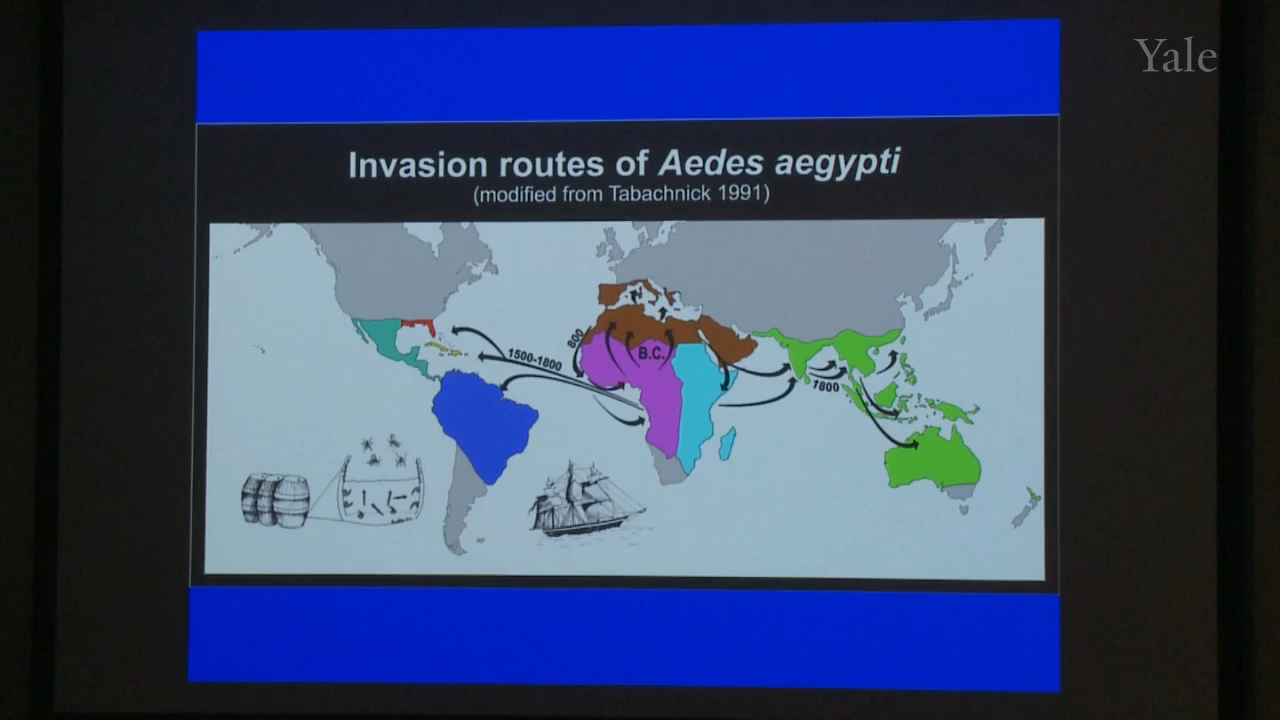 Yale
Invasion routes of Aedes aegypti
(modified from Tabachnick 1991)
800
B.C.
1500-1800
1800